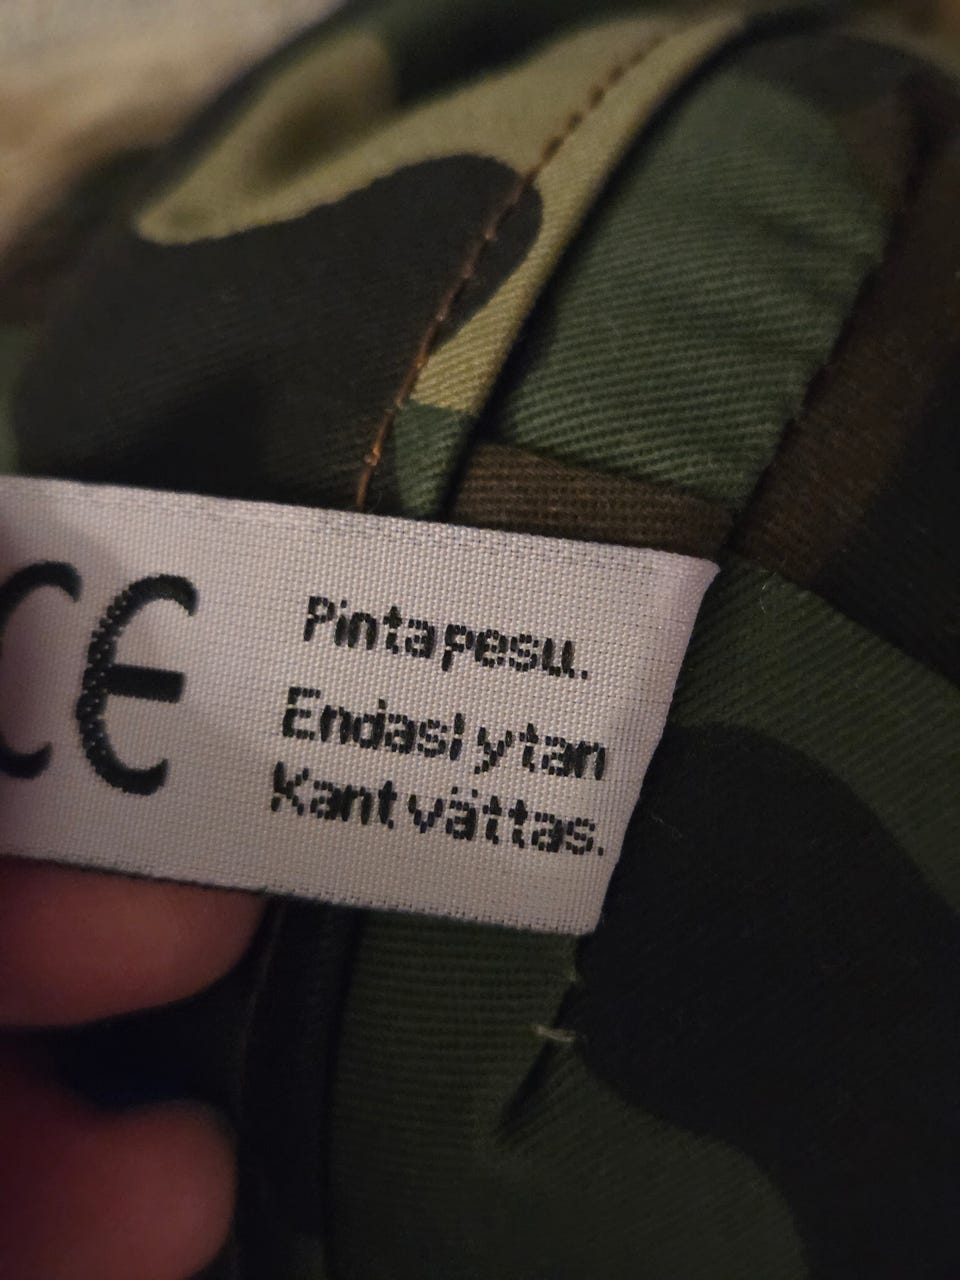 CE
Pintapesu.
Endast ytan
Kant vättas.